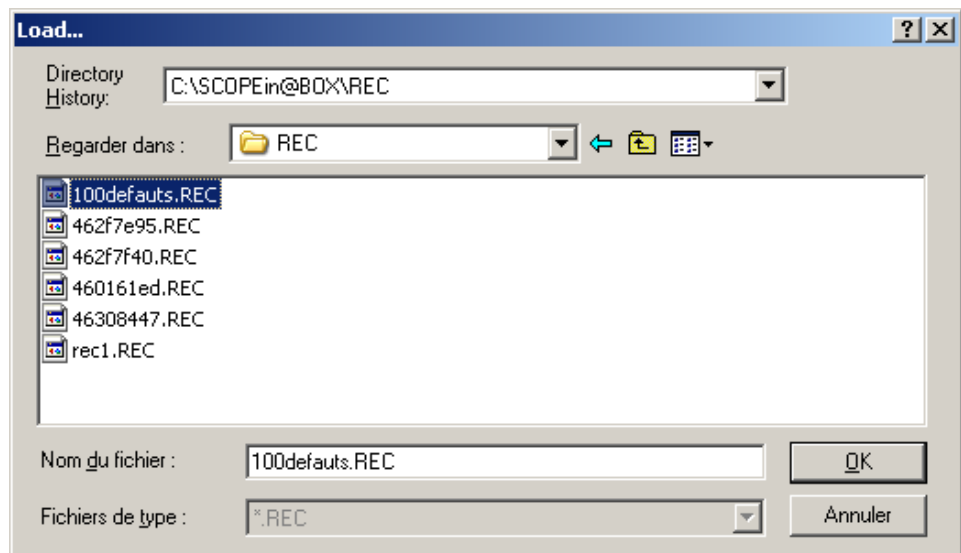 Load...
Directory
History:
C:\SCOPEin@BOX\REC
Regarder dans :
REC
100defauts.REC
462f7e95.REC
462f7f40.REC
460161ed.REC
46308447.REC
rec1.REC
Nom du fichier :
100defauts.REC
OK
Fichiers de type :
*.REC
Annuler